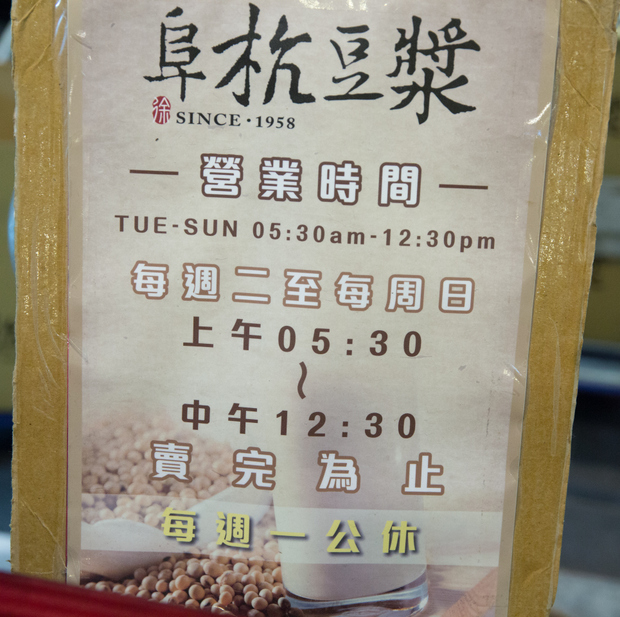 阜杭豆漿
徐 SINCE·1958
營業時間
TUE-SUN 05:30am-12:30pm
每週二至每周日
上午05:30
~
中午12:30
賣完為止
每週一公休